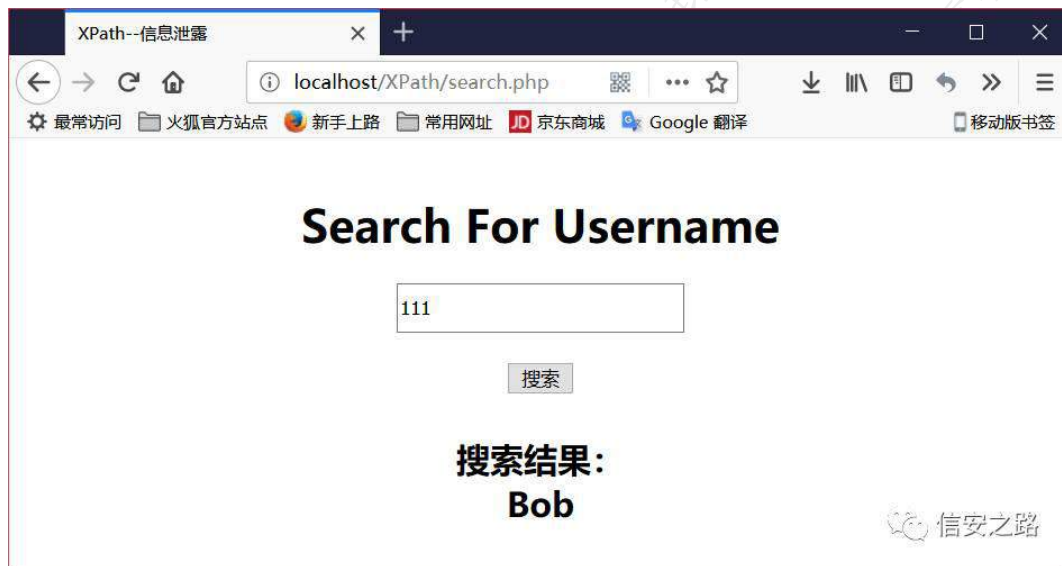 XPath--信息泄露
localhost/XPath/search.php
最常访问 火狐官方站点 新手上路 常用网址 JD 京东商城 Google 翻译 移动版书签
Search For Username
111
搜索
搜索结果：
Bob
信安之路